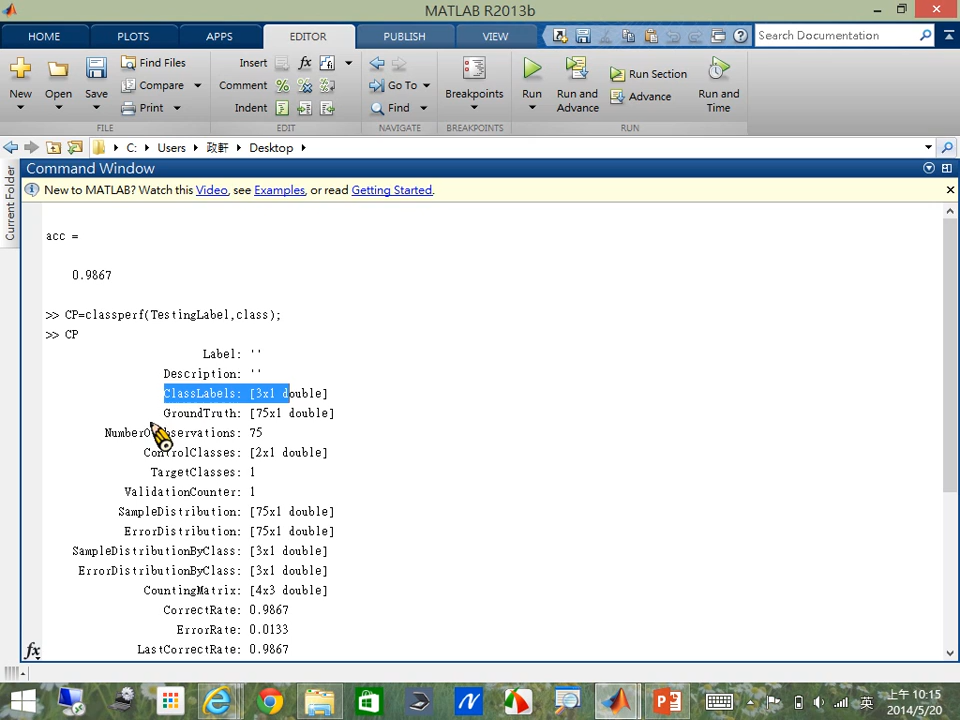 MATLAB R2013b
HOME PLOTS APPS EDITOR PUBLISH VIEW Search Documentation
New Open Save Find Files Compare Print Insert Comment Indent fx Go To Find Breakpoints Run Run and Advance Run Section Advance Run and Time
FILE EDIT NAVIGATE BREAKPOINTS RUN
C: Users 政軒 Desktop
Current Folder
Command Window
New to MATLAB? Watch this Video, see Examples, or read Getting Started.
acc =
0.9867
>> CP=classperf(TestingLabel,class);
>> CP
Label: ''
Description: ''
ClassLabels: [3x1 double]
GroundTruth: [75x1 double]
NumberOfObservations: 75
ControlClasses: [2x1 double]
TargetClasses: 1
ValidationCounter: 1
SampleDistribution: [75x1 double]
ErrorDistribution: [75x1 double]
SampleDistributionByClass: [3x1 double]
ErrorDistributionByClass: [3x1 double]
CountingMatrix: [4x3 double]
CorrectRate: 0.9867
ErrorRate: 0.0133
LastCorrectRate: 0.9867
fx
英
上午 10:15
2014/5/20